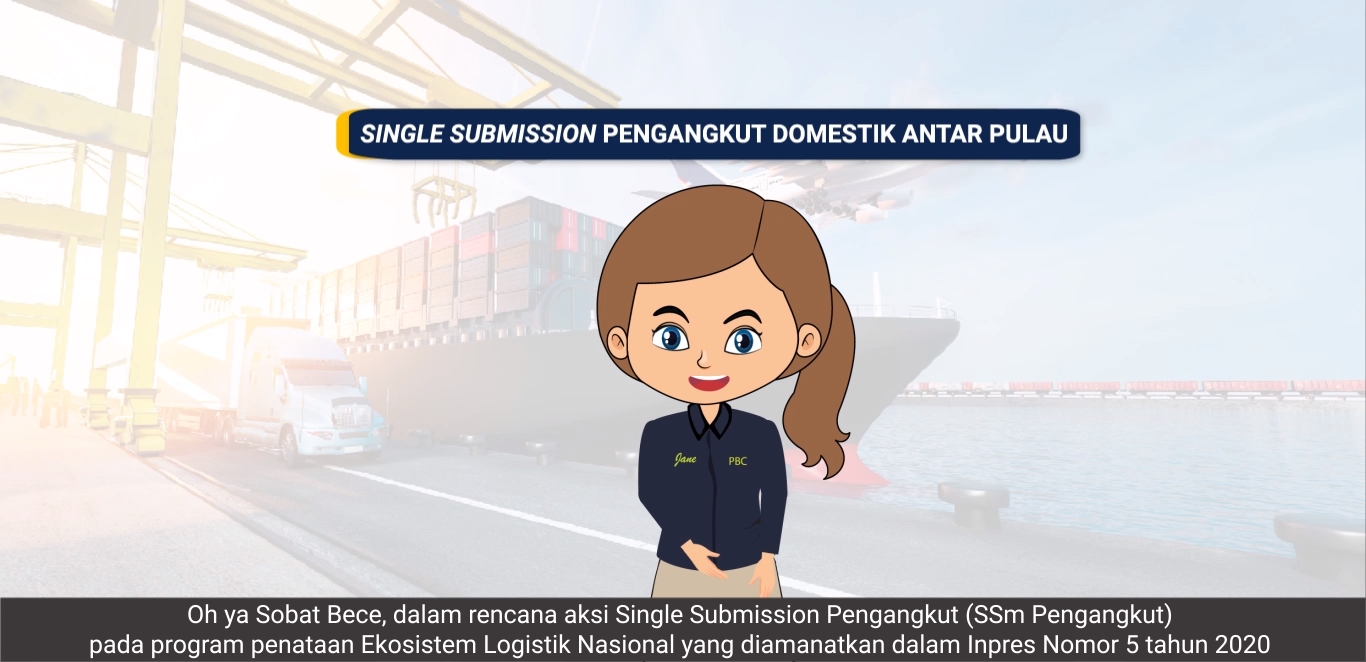 SINGLE SUBMISSION PENGANGKUT DOMESTIK ANTAR PULAU
Jane PBC
Oh ya Sobat Bece, dalam rencana aksi Single Submission Pengangkut (SSm Pengangkut)
pada program penataan Ekosistem Logistik Nasional yang diamanatkan dalam Inpres Nomor 5 tahun 2020